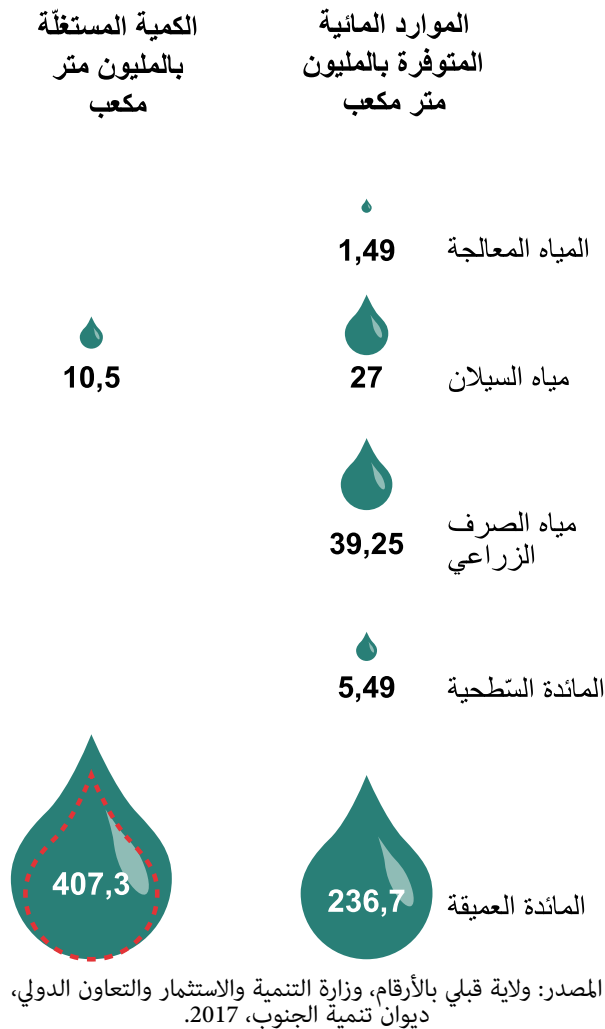 الموارد المائية
المتوفرة بالمليون
متر مكعب
الكمية المستغلّة
بالمليون متر
مكعب
المياه المعالجة
1,49
مياه السيلان
27
10,5
مياه الصرف
الزراعي
39,25
المائدة السّطحية
5,49
المائدة العميقة
236,7
407,3
المصدر: ولاية قبلي بالأرقام، وزارة التنمية والاستثمار والتعاون الدولي،
ديوان تنمية الجنوب، 2017.